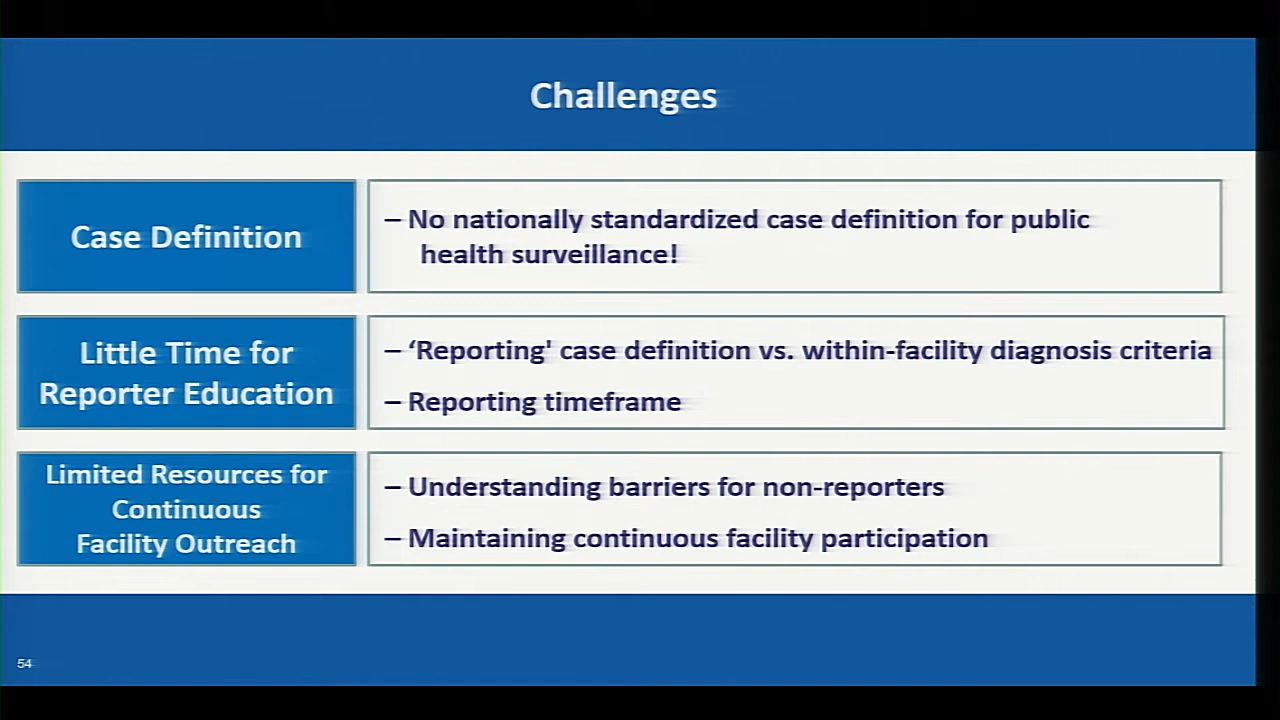 Challenges
Case Definition
– No nationally standardized case definition for public
health surveillance!
Little Time for
Reporter Education
– ‘Reporting' case definition vs. within-facility diagnosis criteria
– Reporting timeframe
Limited Resources for
Continuous
Facility Outreach
– Understanding barriers for non-reporters
– Maintaining continuous facility participation
54